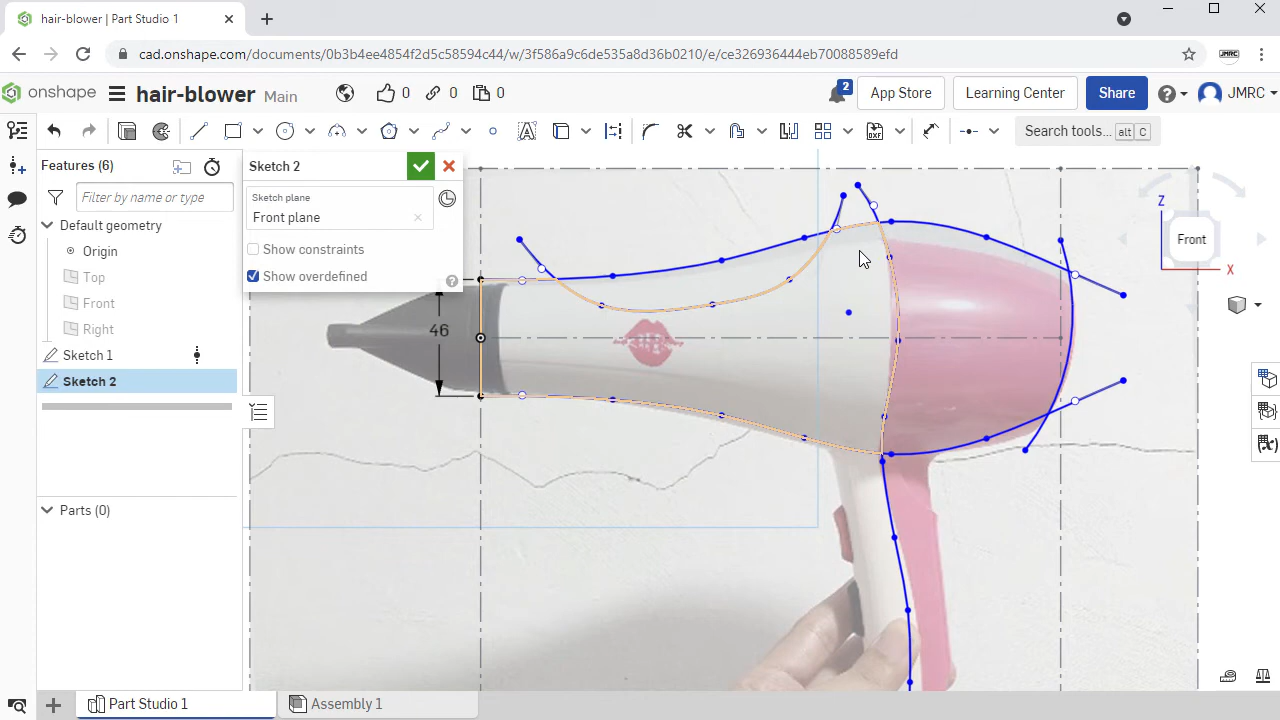 hair-blower | Part Studio 1
cad.onshape.com/documents/0b3b4ee4854f2d5c58594c44/w/3f586a9c6de535a8d36b0210/e/ce326936444eb70088589efd
onshape
hair-blower Main
0
0
0
2
App Store
Learning Center
Share
JMRC
Search tools...
alt C
Features (6)
Filter by name or type
Default geometry
Origin
Top
Front
Right
Sketch 1
Sketch 2
Parts (0)
Sketch 2
Sketch plane
Front plane
Show constraints
Show overdefined
46
Z
Front
X
Part Studio 1
Assembly 1